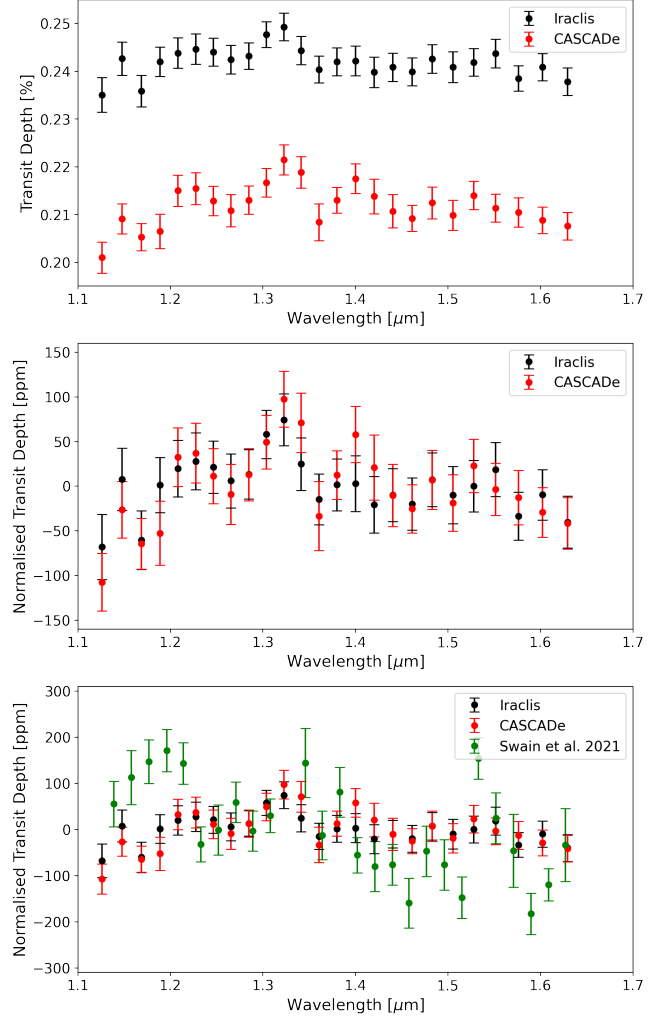 Transit Depth [%]
0.25
0.24
0.23
0.22
0.21
0.20
Iraclis
CASCADe
1.1 1.2 1.3 1.4 1.5 1.6 1.7
Wavelength [μm]
Normalised Transit Depth [ppm]
150
100
50
0
−50
−100
−150
Iraclis
CASCADe
1.1 1.2 1.3 1.4 1.5 1.6 1.7
Wavelength [μm]
Normalised Transit Depth [ppm]
300
200
100
0
−100
−200
−300
Iraclis
CASCADe
Swain et al. 2021
1.1 1.2 1.3 1.4 1.5 1.6 1.7
Wavelength [μm]